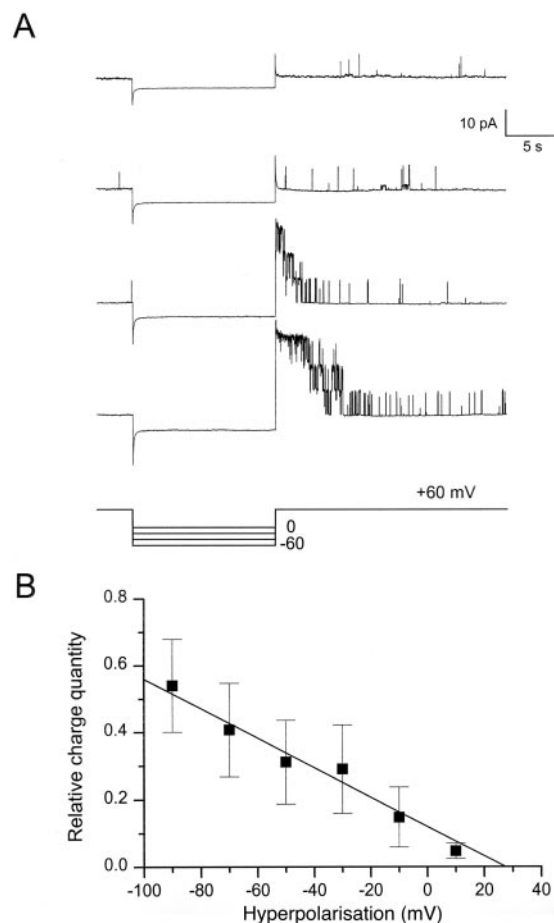 A
10 pA
5 s
+60 mV
0
-60
B
Relative charge quantity
0.8
0.6
0.4
0.2
0.0
-100 -80 -60 -40 -20 0 20 40
Hyperpolarisation (mV)